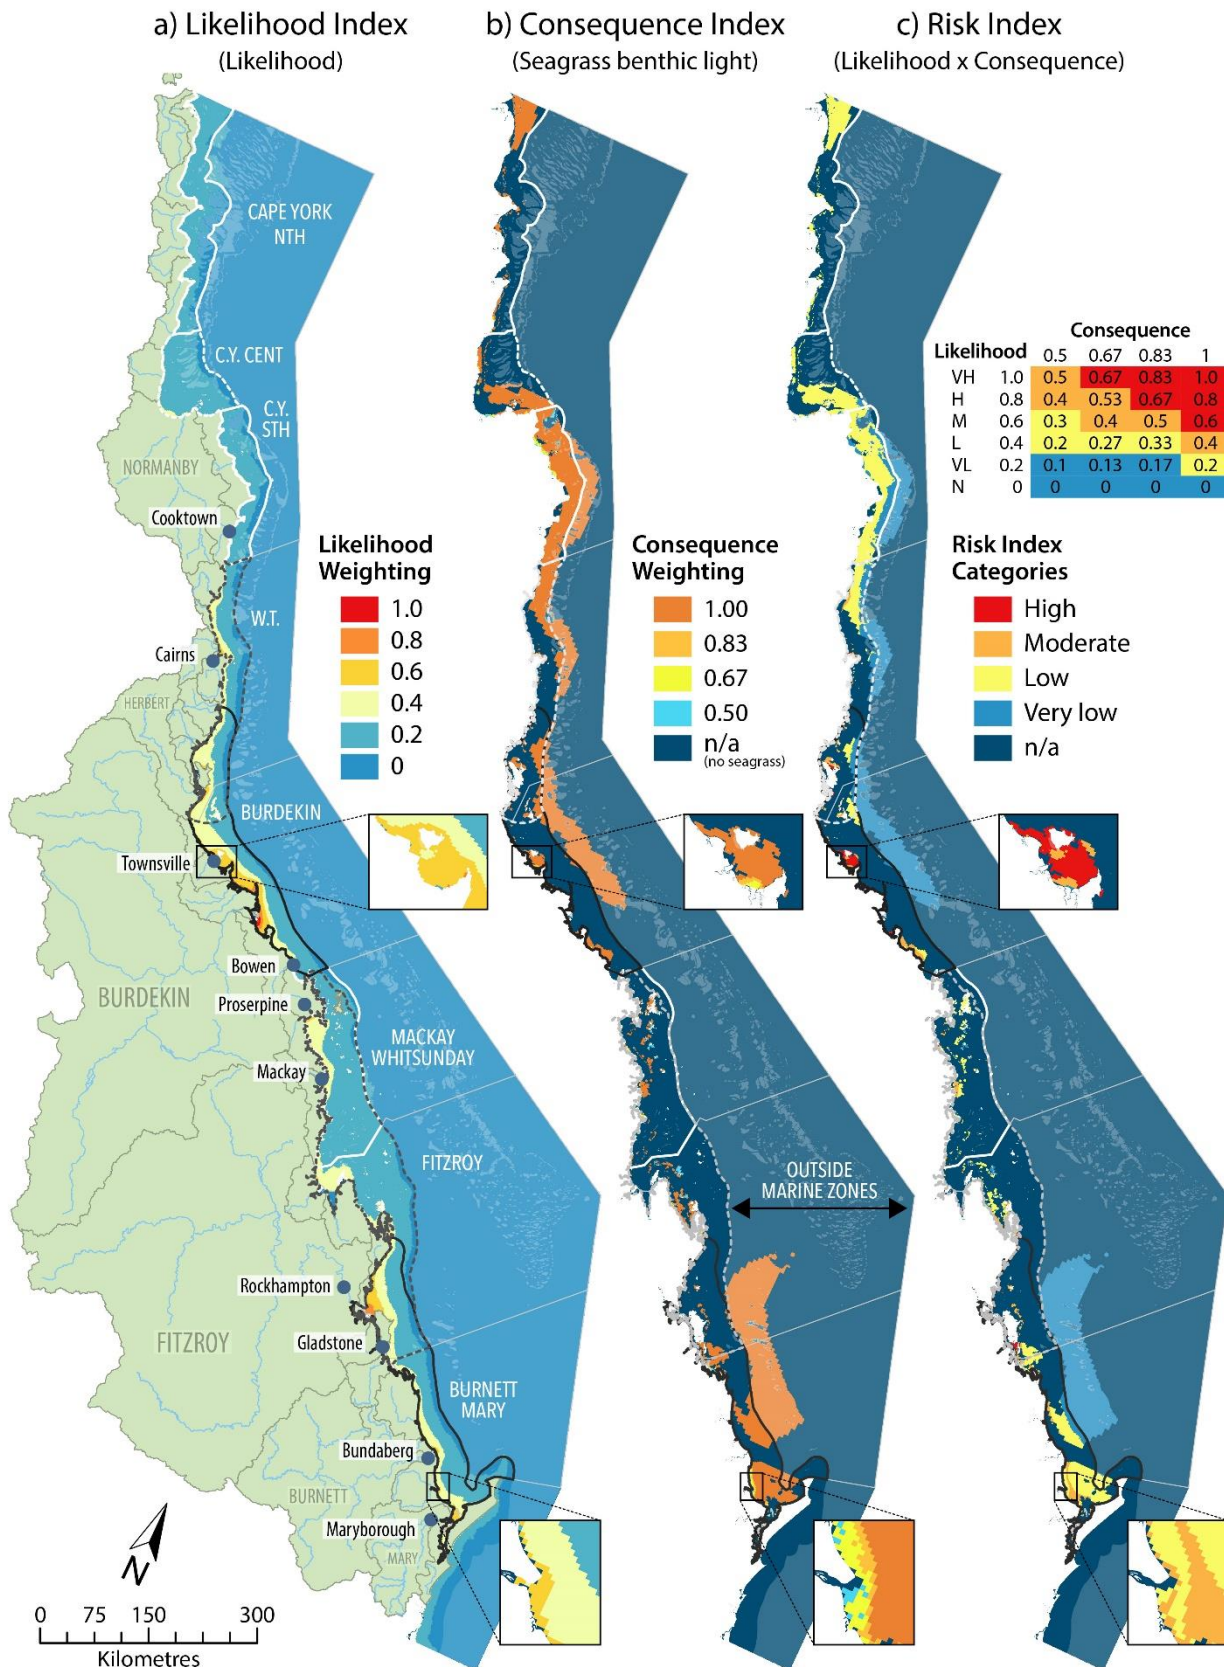 a) Likelihood Index
(Likelihood)
b) Consequence Index
(Seagrass benthic light)
c) Risk Index
(Likelihood x Consequence)
CAPE YORK
NTH
C.Y. CENT
C.Y.
STH
NORMANBY
Cooktown
W.T.
Cairns
HERBERT
BURDEKIN
Townsville
Bowen
BURDEKIN
Proserpine
MACKAY
WHITSUNDAY
Mackay
FITZROY
Rockhampton
FITZROY
Gladstone
BURNETT
MARY
Bundaberg
BURNETT
Maryborough
MARY
N
0 75 150 300
Kilometres
Likelihood
Weighting
1.0
0.8
0.6
0.4
0.2
0
Consequence
Weighting
1.00
0.83
0.67
0.50
n/a
(no seagrass)
OUTSIDE
MARINE ZONES
Consequence
Likelihood 0.5 0.67 0.83 1
VH 1.0 0.5 0.67 0.83 1.0
H 0.8 0.4 0.53 0.67 0.8
M 0.6 0.3 0.4 0.5 0.6
L 0.4 0.2 0.27 0.33 0.4
VL 0.2 0.1 0.13 0.17 0.2
N 0 0 0 0 0
Risk Index
Categories
High
Moderate
Low
Very low
n/a